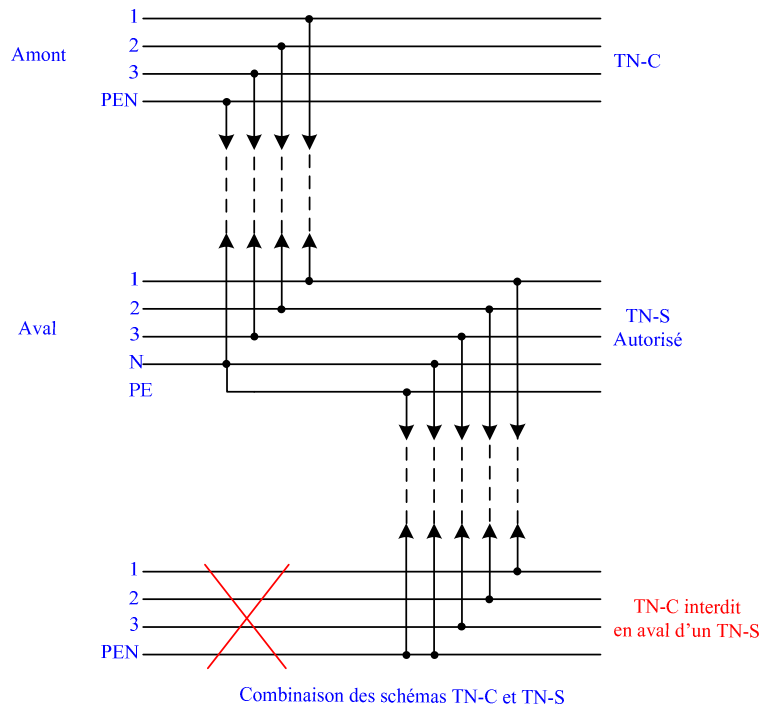 1
2
Amont
3
TN-C
PEN
1
2
TN-S
Aval
3
Autorisé
N
PE
1
2
TN-C interdit
3
en aval d'un TN-S
PEN
Combinaison des schémas TN-C et TN-S